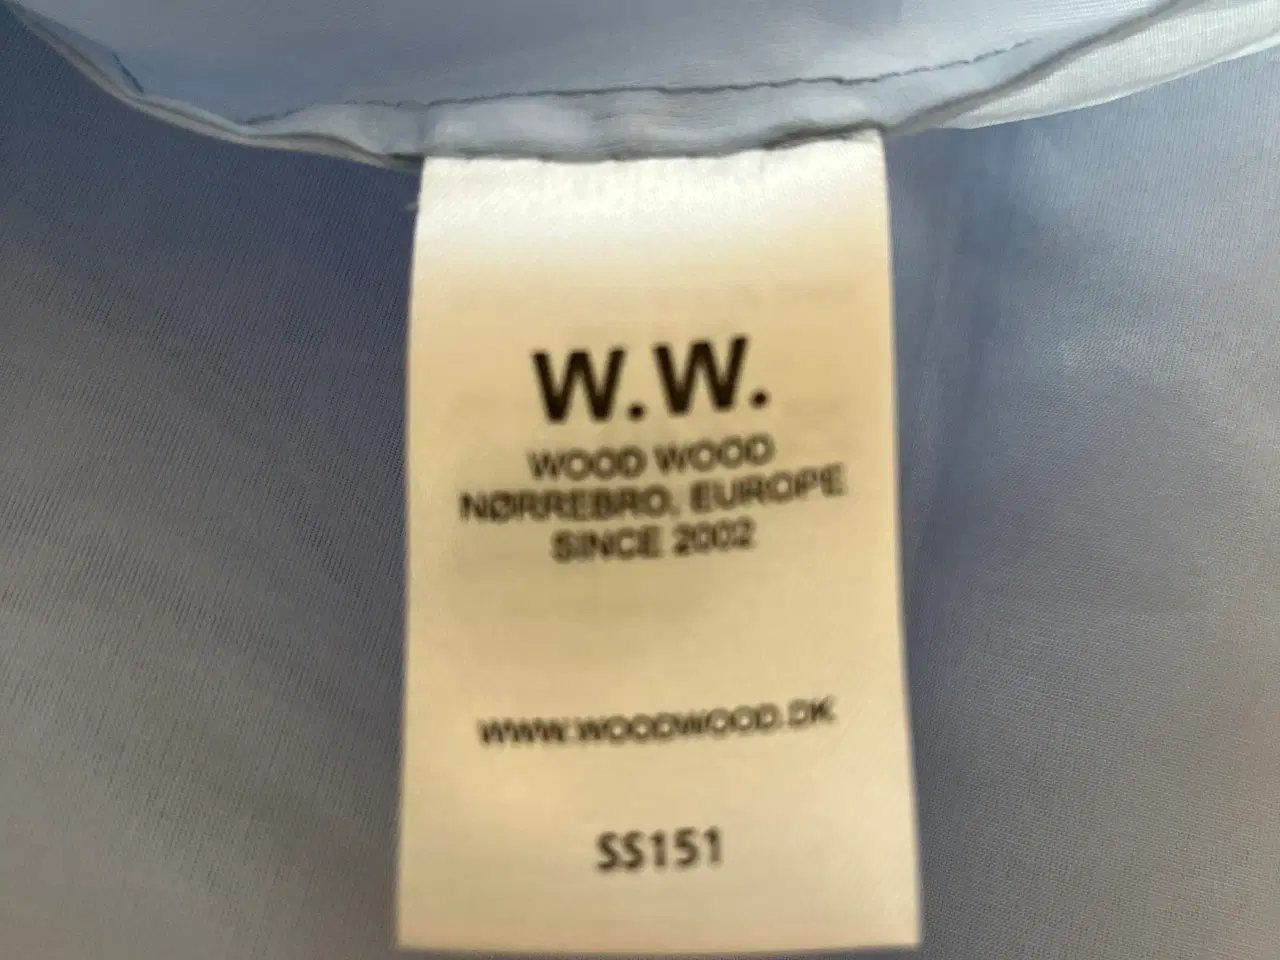 W.W.
WOOD WOOD
NØRREBRO, EUROPE
SINCE 2002
WWW.WOODWOOD.DK
SS151